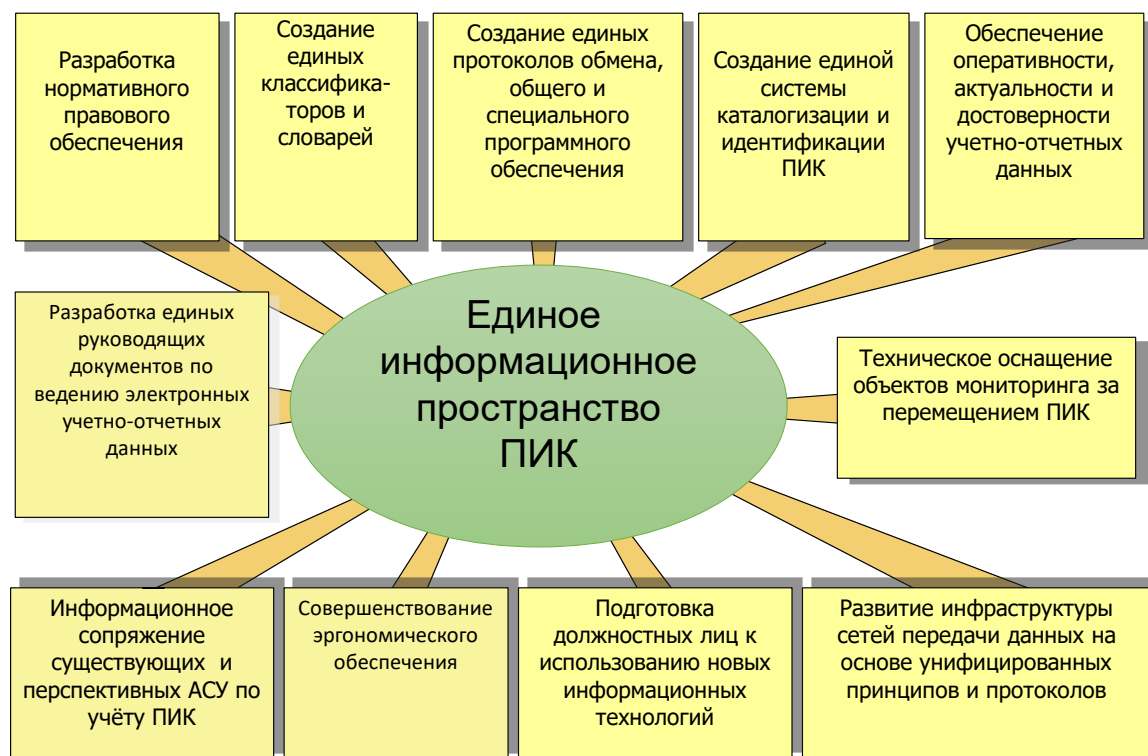 Разработка
нормативного
правового
обеспечения
Создание
единых
классифика-
торов и
словарей
Создание единых
протоколов обмена,
общего и
специального
программного
обеспечения
Создание единой
системы
каталогизации и
идентификации
ПИК
Обеспечение
оперативности,
актуальности и
достоверности
учетно-отчетных
данных
Разработка единых
руководящих
документов по
ведению электронных
учетно-отчетных
данных
Единое
информационное
пространство
ПИК
Техническое оснащение
объектов мониторинга за
перемещением ПИК
Информационное
сопряжение
существующих и
перспективных АСУ по
учёту ПИК
Совершенствование
эргономического
обеспечения
Подготовка
должностных лиц к
использованию новых
информационных
технологий
Развитие инфраструктуры
сетей передачи данных на
основе унифицированных
принципов и протоколов